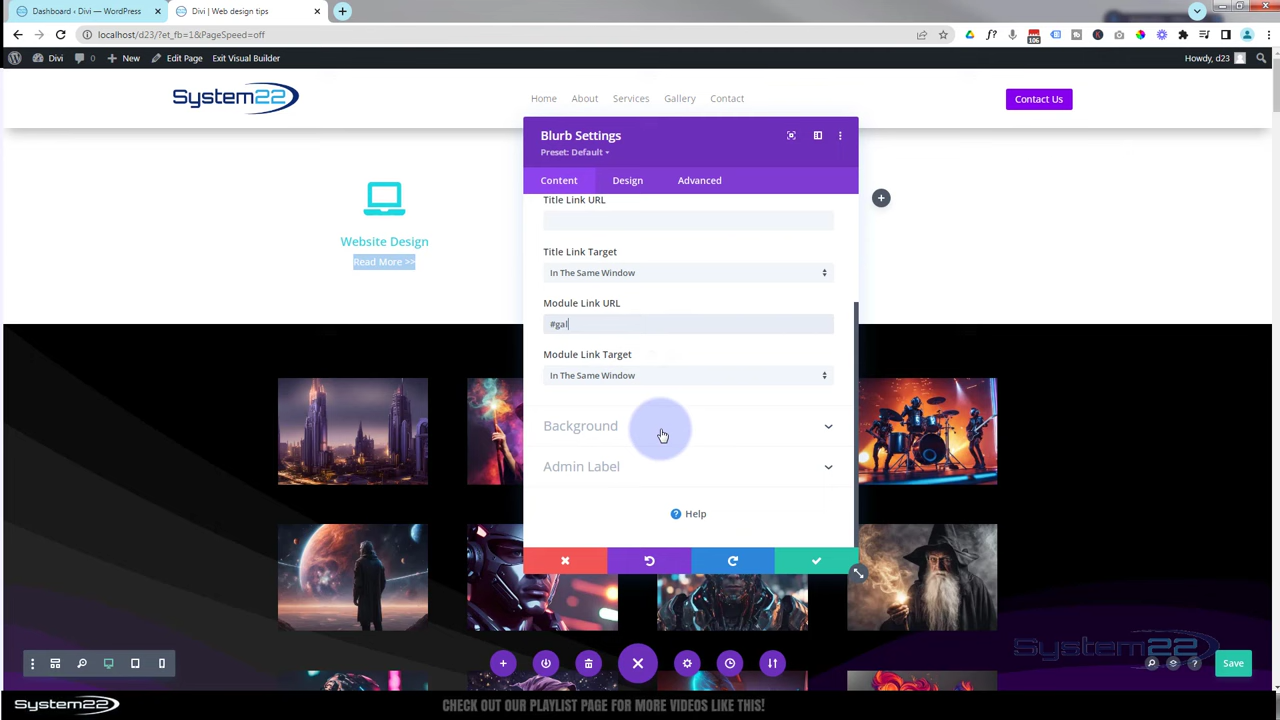 Dashboard ‹ Divi — WordPress
Divi | Web design tips
localhost/d23/?et_fb=1&PageSpeed=off
106
Divi
0
New
Edit Page
Exit Visual Builder
Howdy, d23
System22
Home
About
Services
Gallery
Contact
Contact Us
Blurb Settings
Preset: Default
Content
Design
Advanced
Title Link URL
Website Design
Read More >>
Title Link Target
In The Same Window
Module Link URL
#gal
Module Link Target
In The Same Window
Background
Admin Label
Help
System22
Save
System22
CHECK OUT OUR PLAYLIST PAGE FOR MORE VIDEOS LIKE THIS!